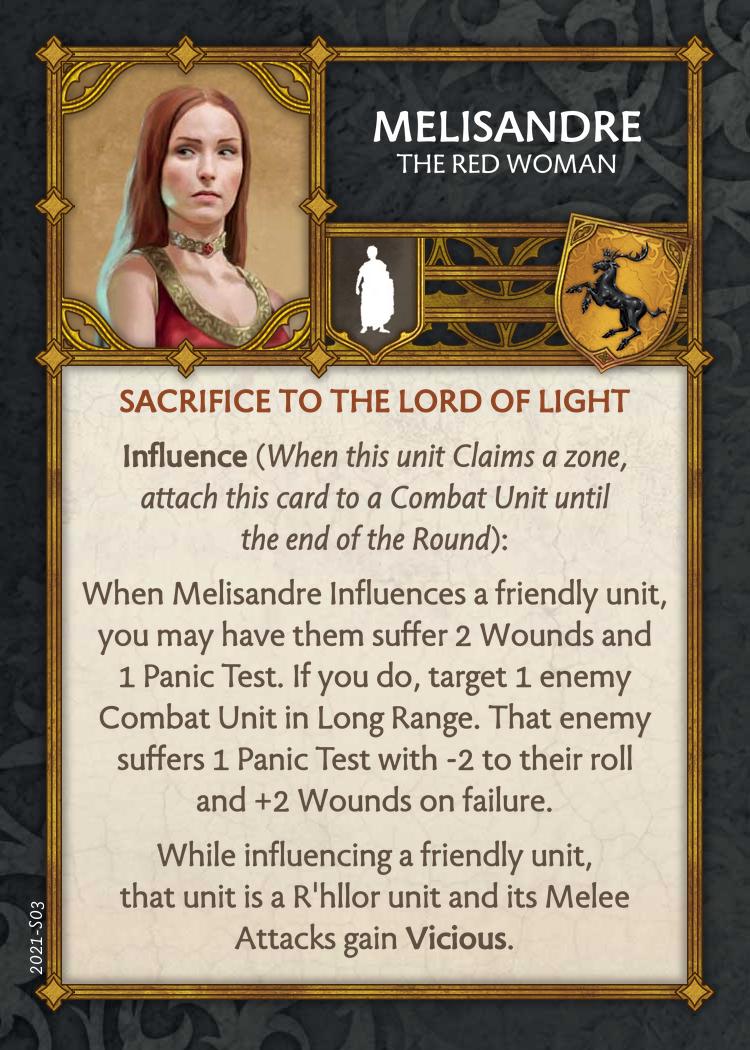 MELISANDRE
THE RED WOMAN
SACRIFICE TO THE LORD OF LIGHT
Influence (When this unit Claims a zone,
attach this card to a Combat Unit until
the end of the Round):
When Melisandre Influences a friendly unit,
you may have them suffer 2 Wounds and
1 Panic Test. If you do, target 1 enemy
Combat Unit in Long Range. That enemy
suffers 1 Panic Test with -2 to their roll
and +2 Wounds on failure.
While influencing a friendly unit,
that unit is a R'hllor unit and its Melee
Attacks gain Vicious.
2021-S03